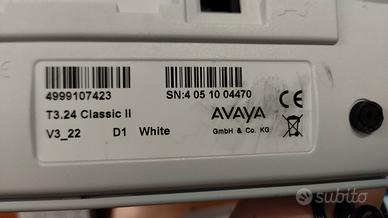 4999107423
SN:4 05 10 04470
T3.24 Classic II
AVAYA
CE
V3_22 D1 White
GmbH & Co. KG
subito